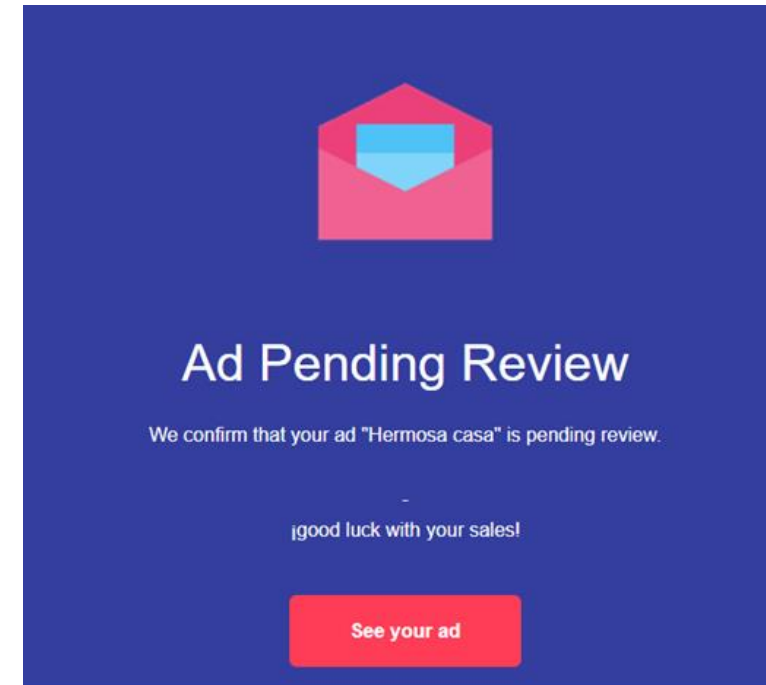 Ad Pending Review
We confirm that your ad "Hermosa casa" is pending review.
-
¡good luck with your sales!
See your ad